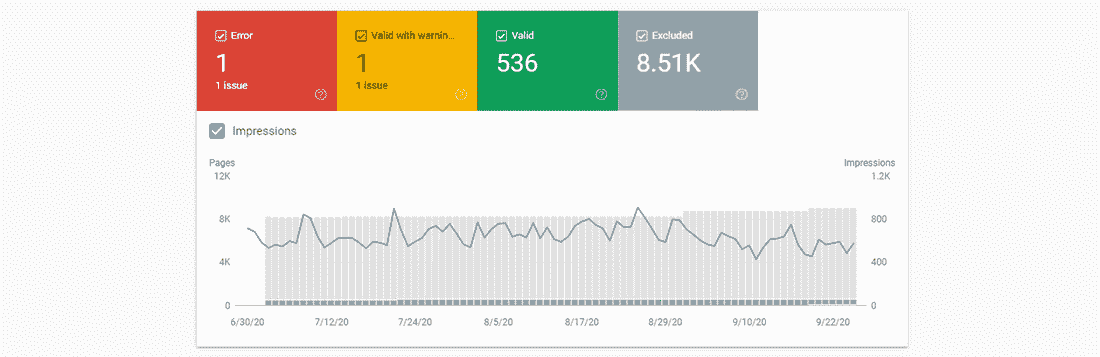 Error
1
1 issue
Valid with warnin...
1
1 issue
Valid
536
Excluded
8.51K
Impressions
Pages
Impressions
12K
1.2K
8K
800
4K
400
0
0
6/30/20
7/12/20
7/24/20
8/5/20
8/17/20
8/29/20
9/10/20
9/22/20